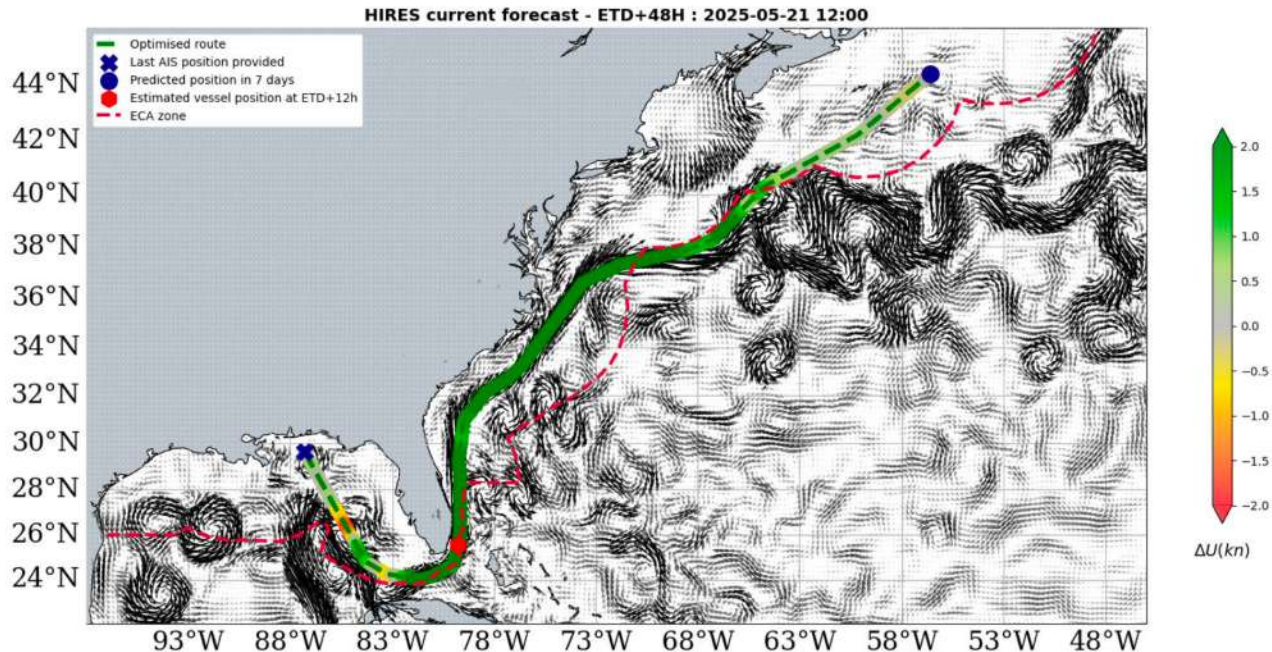 HIRES current forecast - ETD+48H : 2025-05-21 12:00
Optimised route
Last AIS position provided
Predicted position in 7 days
Estimated vessel position at ETD+12h
ECA zone
44°N
42°N
40°N
38°N
36°N
34°N
32°N
30°N
28°N
26°N
24°N
93°W 88°W 83°W 78°W 73°W 68°W 63°W 58°W 53°W 48°W
2.0
1.5
1.0
0.5
0.0
−0.5
−1.0
−1.5
−2.0
ΔU(kn)